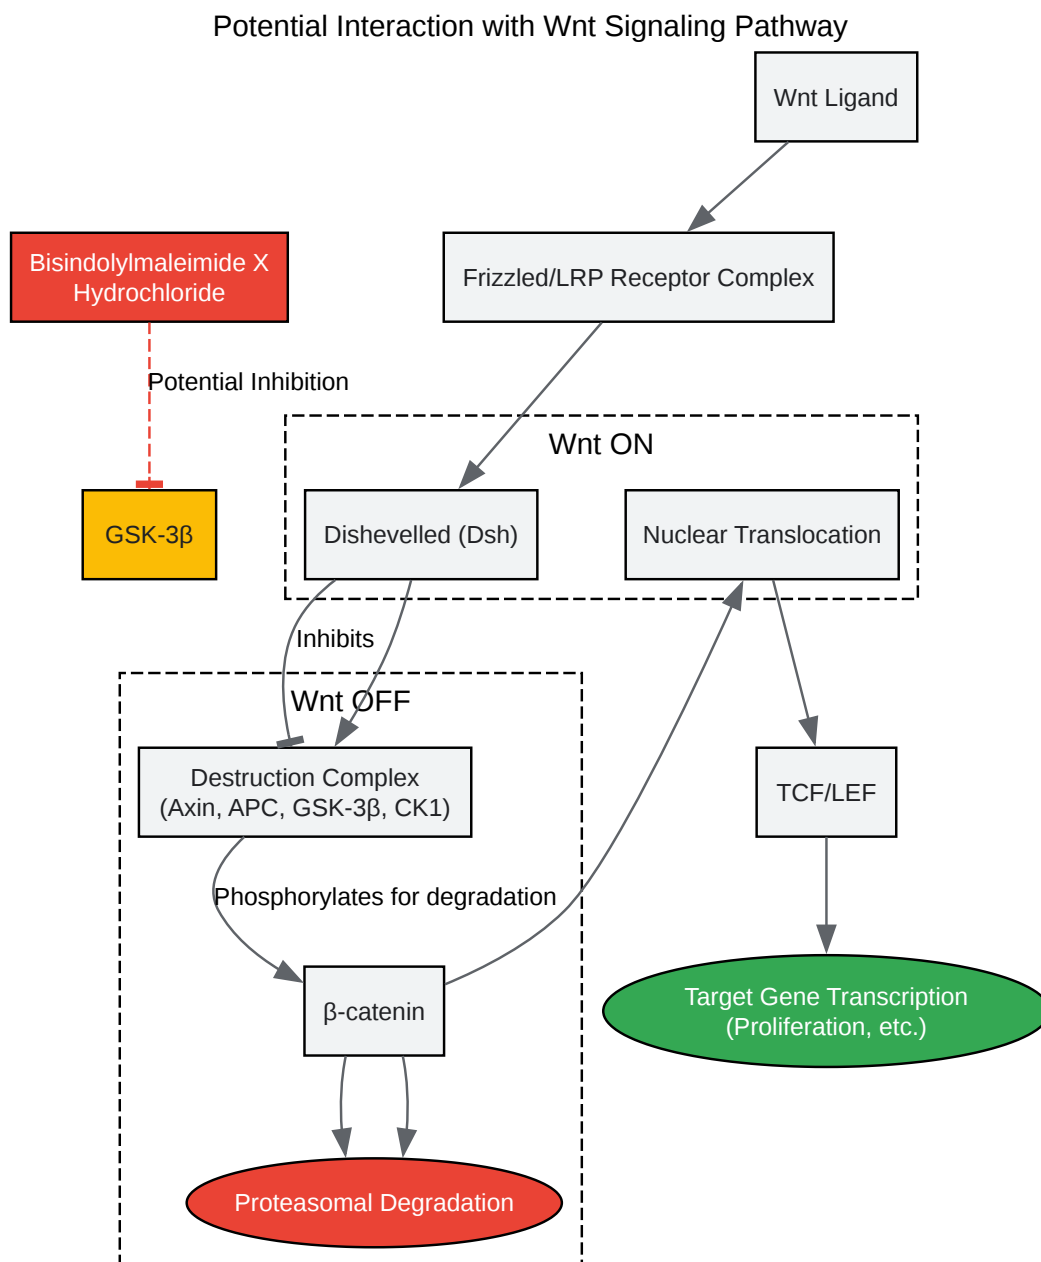 Potential Interaction with Wnt Signaling Pathway
Wnt Ligand
Bisindolylmaleimide X
Hydrochloride
Frizzled/LRP Receptor Complex
Potential Inhibition
Wnt ON
GSK-3β
Dishevelled (Dsh)
Nuclear Translocation
Inhibits
Wnt OFF
Destruction Complex
(Axin, APC, GSK-3β, CK1)
TCF/LEF
Phosphorylates for degradation
β-catenin
Target Gene Transcription
(Proliferation, etc.)
Proteasomal Degradation